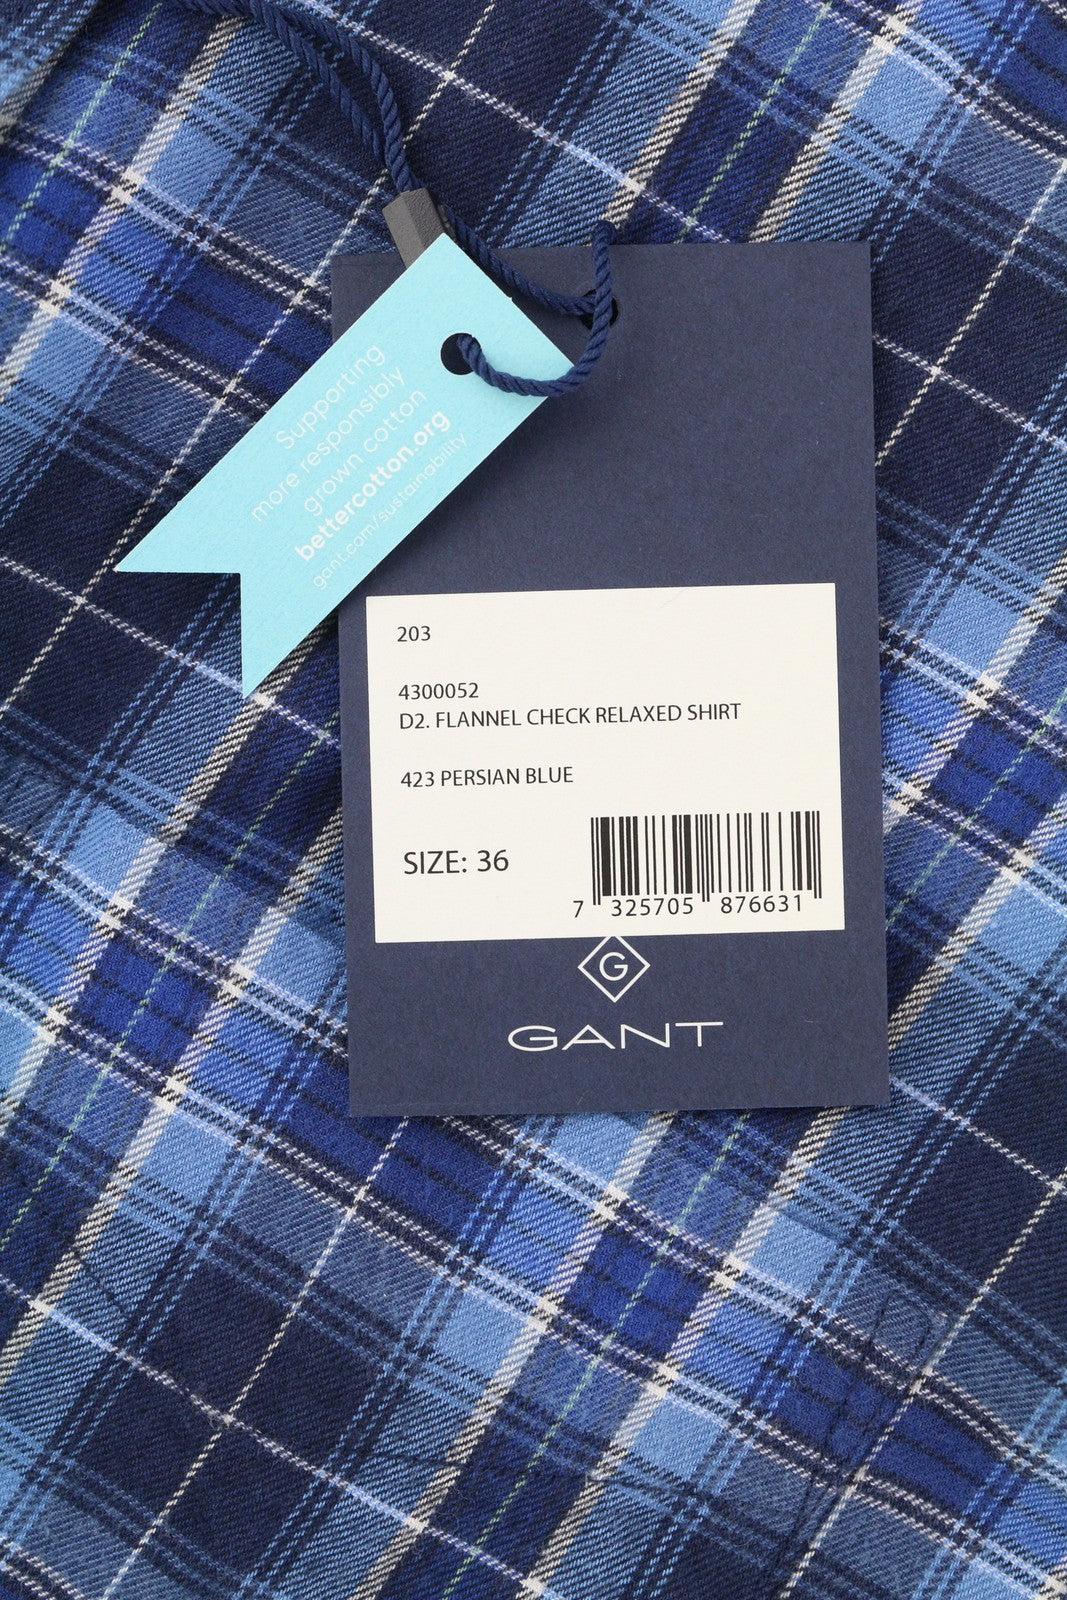 Supporting
more responsibly
grown cotton
bettercotton.org
gant.com/sustainability
203
4300052
D2. FLANNEL CHECK RELAXED SHIRT
423 PERSIAN BLUE
SIZE: 36
7 325705 876631
G
GANT